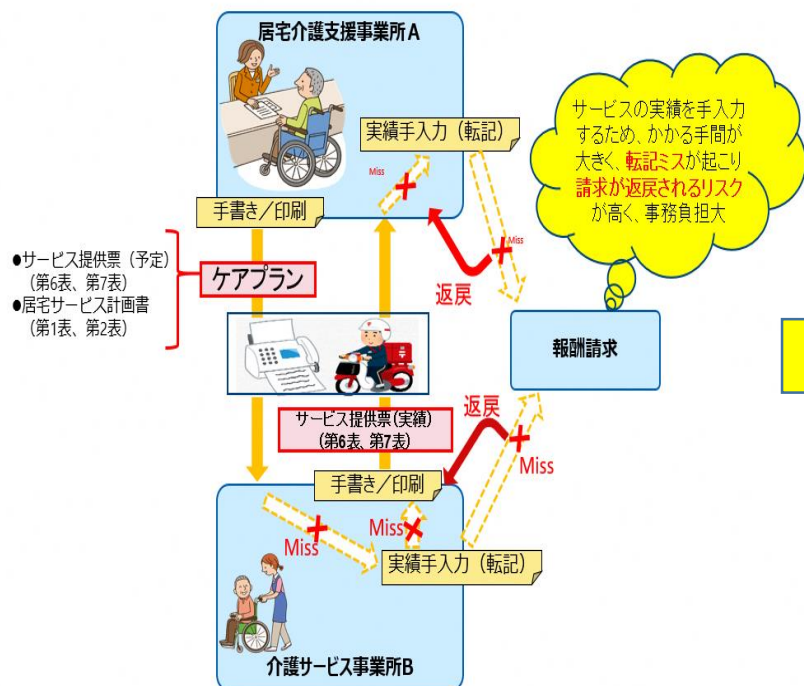 居宅介護支援事業所A
実績手入力（転記）
Miss
手書き／印刷
Miss
返戻
●サービス提供票（予定）
（第6表、第7表）
●居宅サービス計画書
（第1表、第2表）
ケアプラン
サービスの実績を手入力
するため、かかる手間が
大きく、転記ミスが起こり
請求が返戻されるリスク
が高く、事務負担大
報酬請求
返戻
サービス提供票(実績)
（第6表、第7表）
Miss
手書き／印刷
Miss
Miss
実績手入力（転記）
介護サービス事業所B